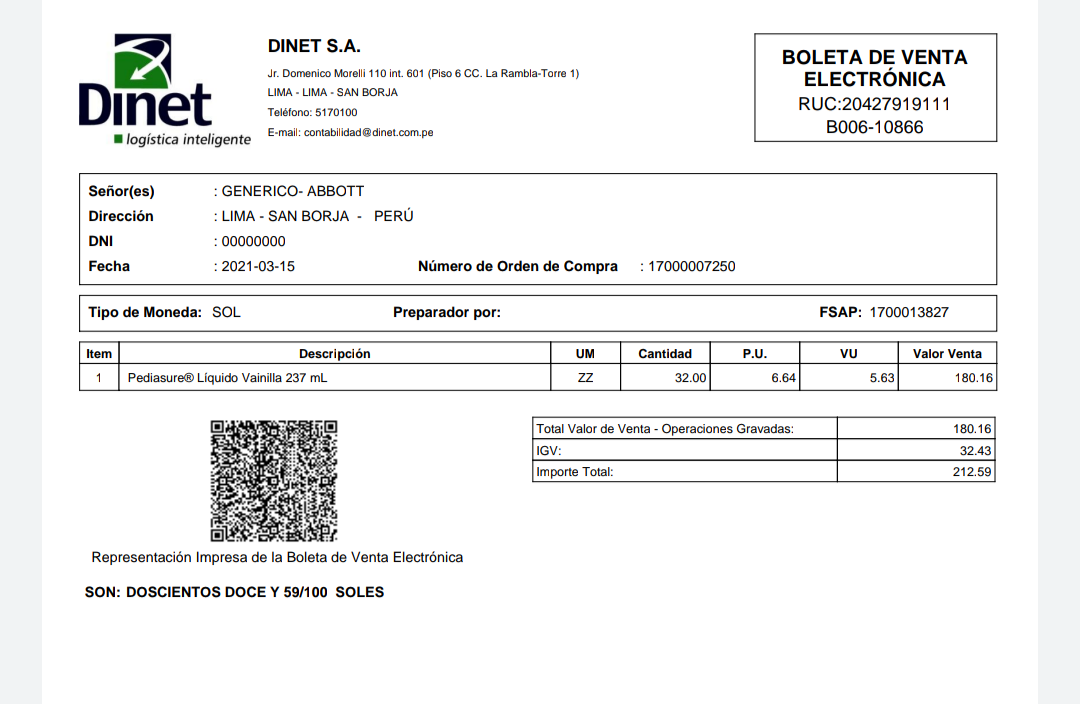 Dinet
logística inteligente
DINET S.A.
Jr. Domenico Morelli 110 int. 601 (Piso 6 CC. La Rambla-Torre 1)
LIMA - LIMA - SAN BORJA
Teléfono: 5170100
E-mail: contabilidad@dinet.com.pe
BOLETA DE VENTA
ELECTRÓNICA
RUC:20427919111
B006-10866
Señor(es) : GENERICO- ABBOTT
Dirección : LIMA - SAN BORJA - PERÚ
DNI : 00000000
Fecha : 2021-03-15 Número de Orden de Compra : 17000007250
Tipo de Moneda: SOL Preparador por: FSAP: 1700013827
Item Descripción UM Cantidad P.U. VU Valor Venta
1 Pediasure® Líquido Vainilla 237 mL ZZ 32.00 6.64 5.63 180.16
Total Valor de Venta - Operaciones Gravadas: 180.16
IGV: 32.43
Importe Total: 212.59
Representación Impresa de la Boleta de Venta Electrónica
SON: DOSCIENTOS DOCE Y 59/100 SOLES